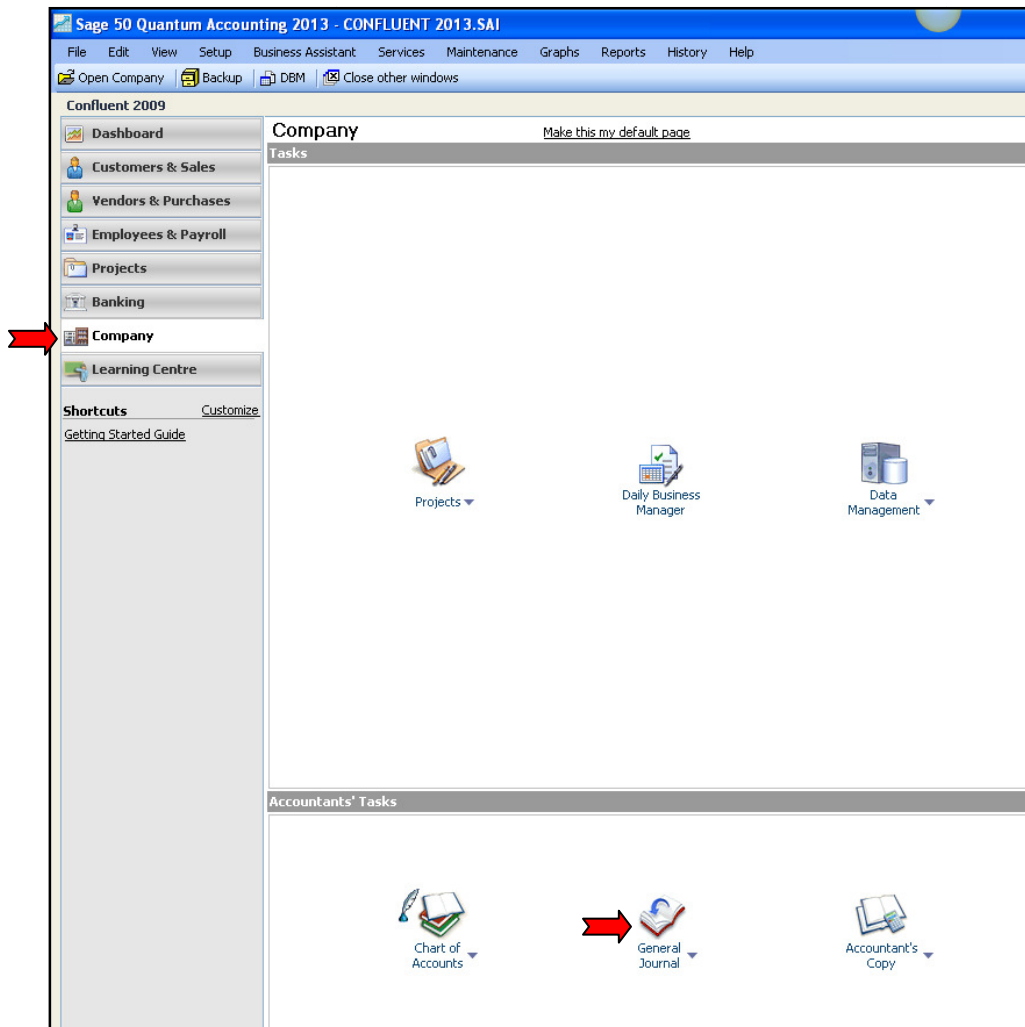 Sage 50 Quantum Accounting 2013 - CONFLUENT 2013.SAI
File Edit View Setup Business Assistant Services Maintenance Graphs Reports History Help
Open Company Backup DBM Close other windows
Confluent 2009
Dashboard
Customers & Sales
Vendors & Purchases
Employees & Payroll
Projects
Banking
Company
Learning Centre
Shortcuts Customize
Getting Started Guide
Company Make this my default page
Tasks
Projects
Daily Business
Manager
Data
Management
Accountants' Tasks
Chart of
Accounts
General
Journal
Accountant's
Copy